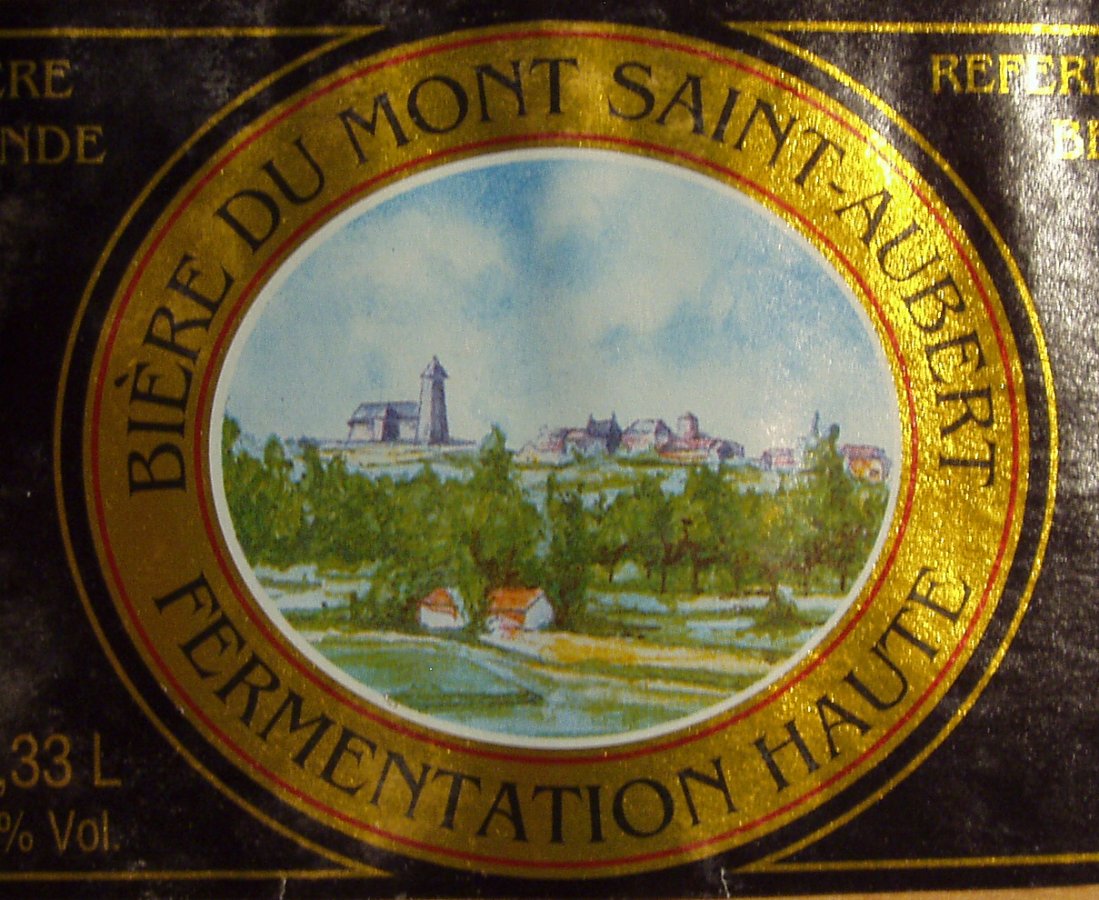 BIÈRE DU MONT SAINT-AUBERT
FERMENTATION HAUTE
,33 L
% Vol.